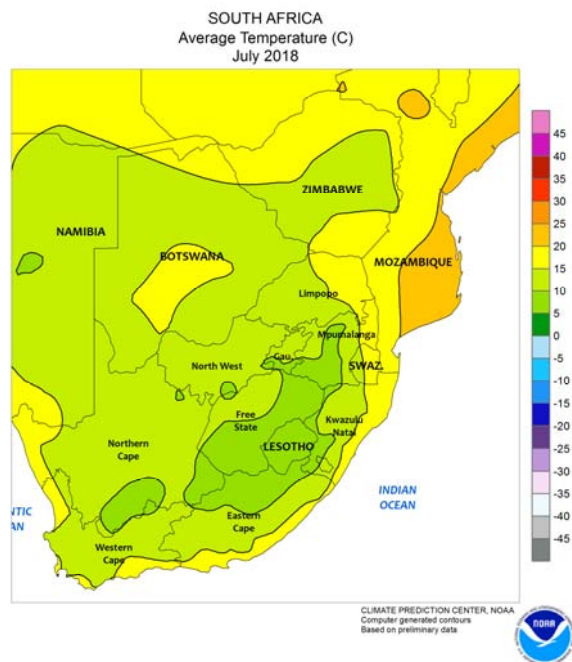 SOUTH AFRICA
Average Temperature (C)
July 2018
ZIMBABWE
NAMIBIA
BOTSWANA
MOZAMBIQUE
Limpopo
Mpumalanga
Gau.
North West
SWAZ.
Free
State
Kwazulu
Natal
LESOTHO
Northern
Cape
Eastern
Cape
Western
Cape
NTIC
AN
INDIAN
OCEAN
45
40
35
30
25
20
15
10
5
0
-5
-10
-15
-20
-25
-30
-35
-40
-45
CLIMATE PREDICTION CENTER, NOAA
Computer generated contours
Based on preliminary data
NOAA